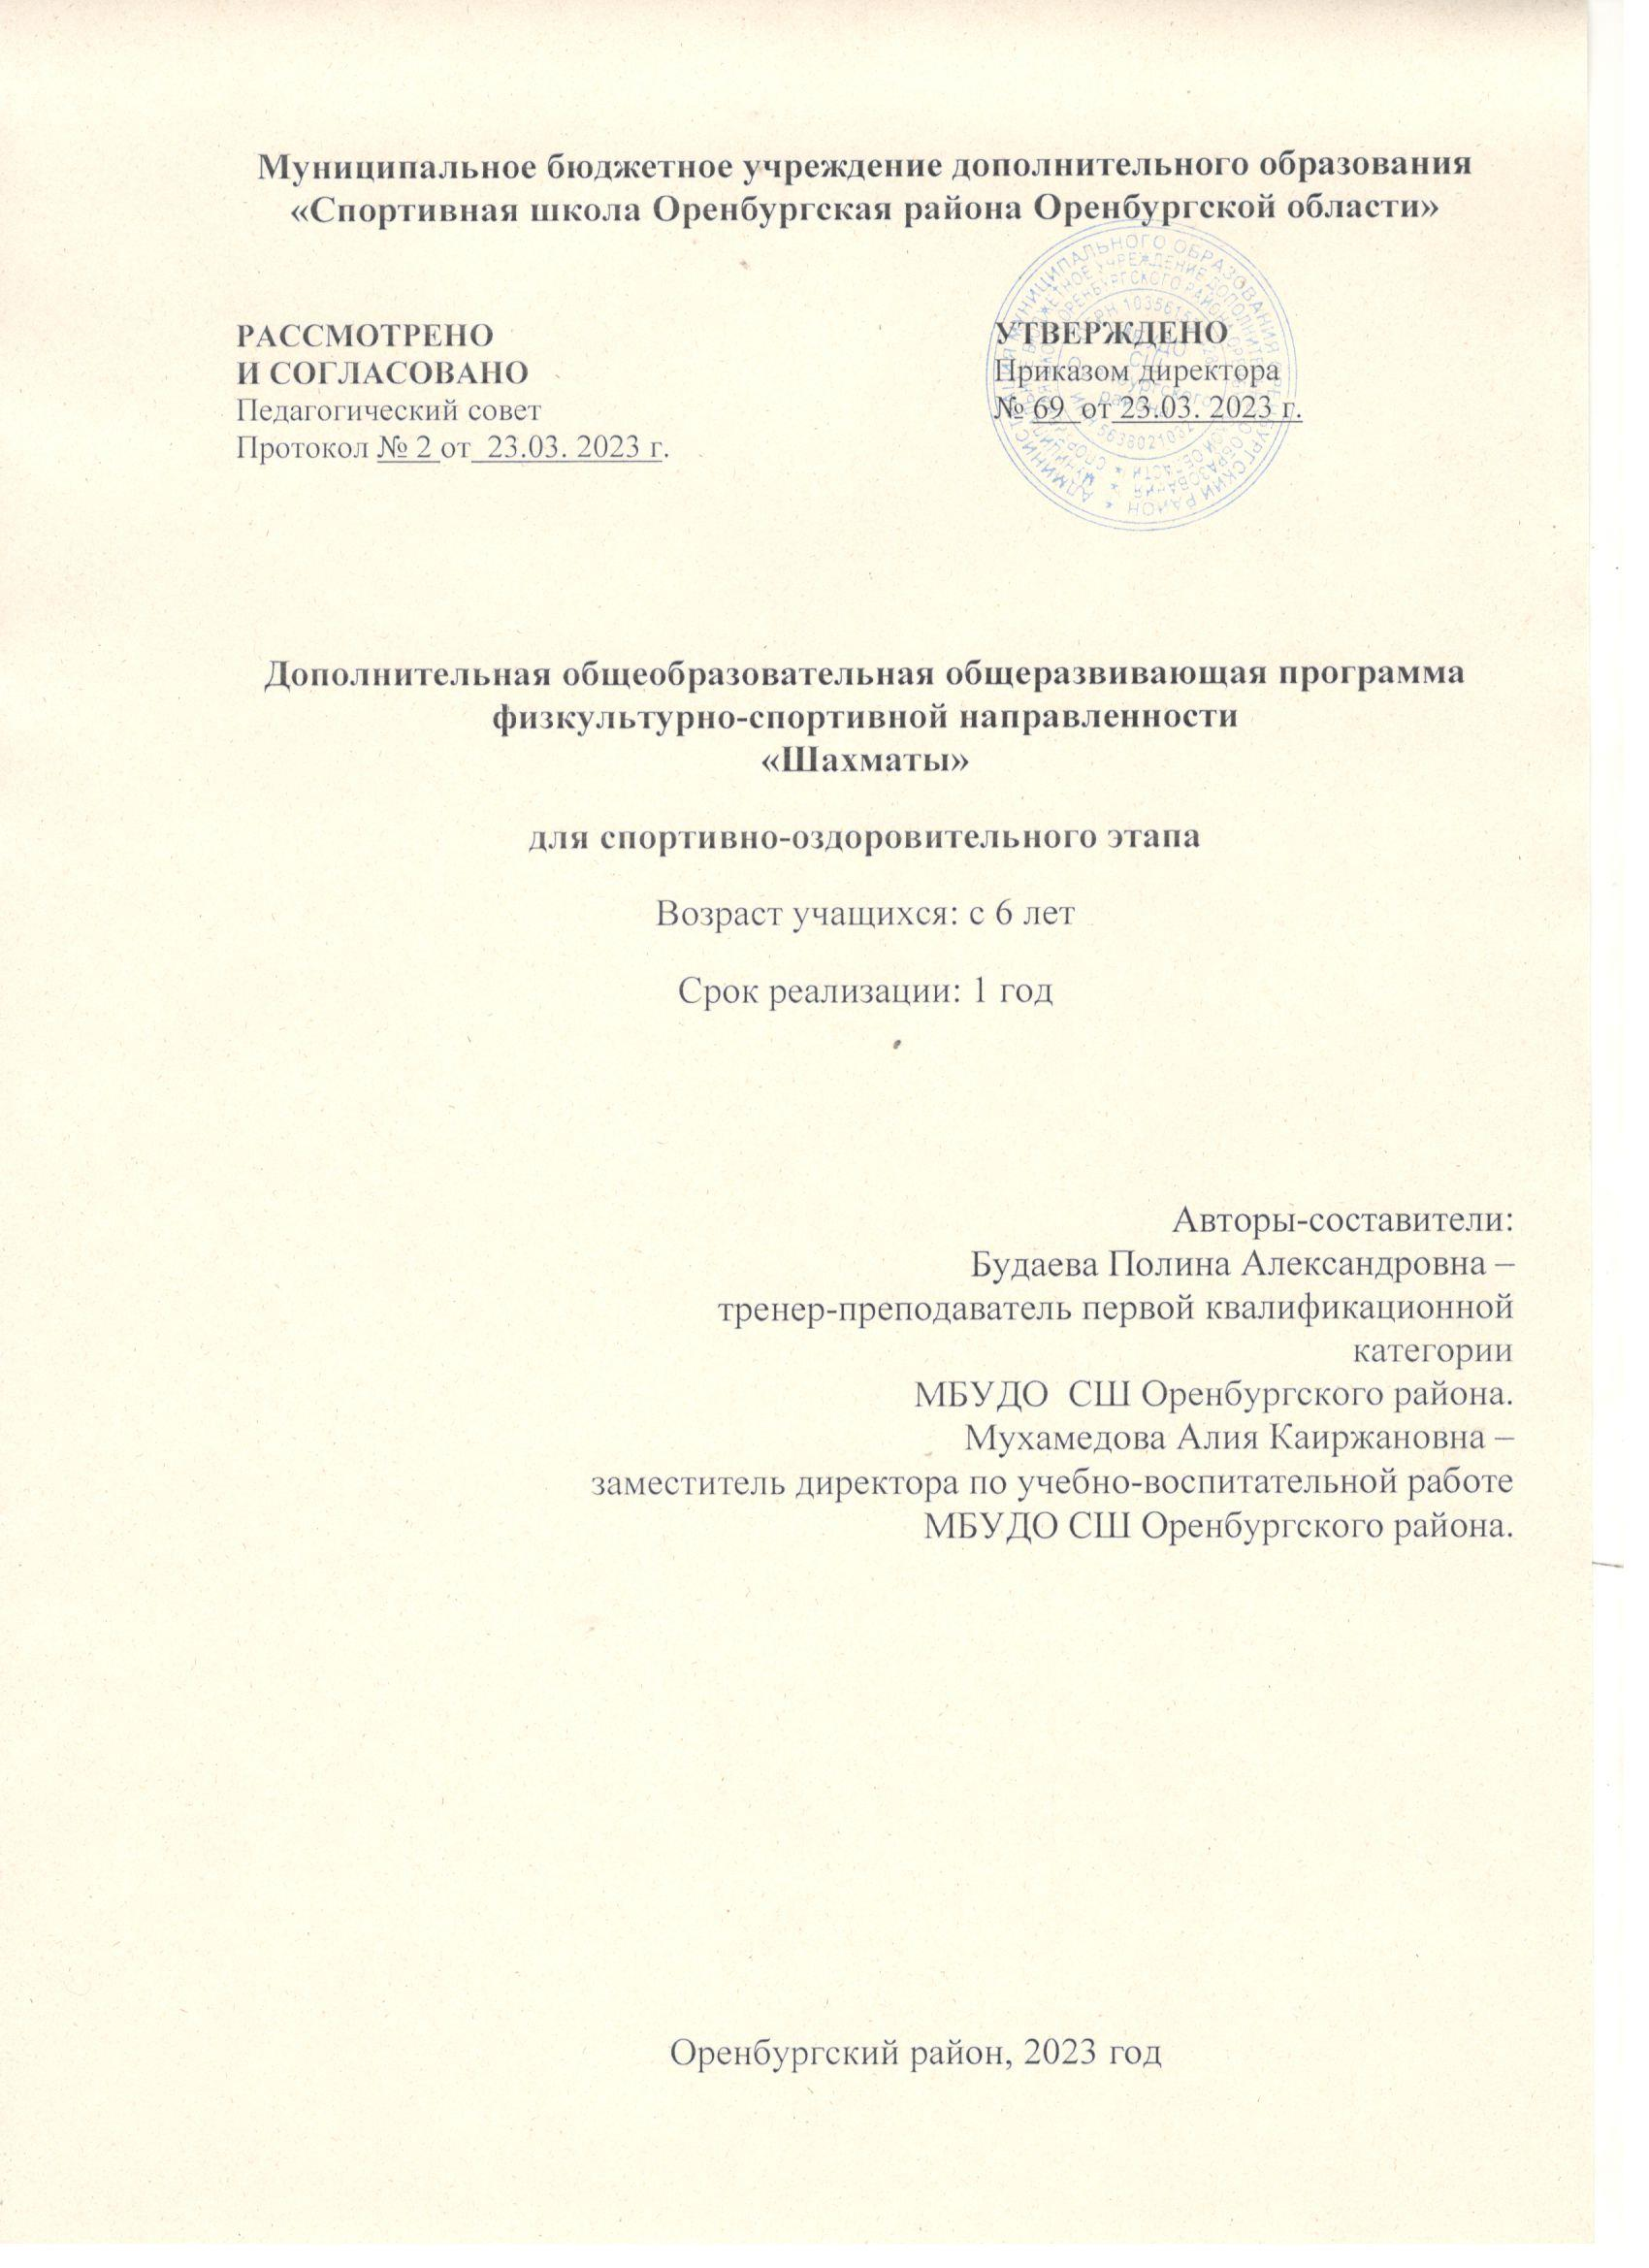 Муниципальное бюджетное учреждение дополнительного образования
«Спортивная школа Оренбургская района Оренбургской области»
РАССМОТРЕНО
И СОГЛАСОВАНО
Педагогический совет
Протокол № 2 от 23.03. 2023 г.
УТВЕРЖДЕНО
Приказом директора
№ 69 от 23.03. 2023 г.
Дополнительная общеобразовательная общеразвивающая программа
физкультурно-спортивной направленности
«Шахматы»
для спортивно-оздоровительного этапа
Возраст учащихся: с 6 лет
Срок реализации: 1 год
Авторы-составители:
Будаева Полина Александровна –
тренер-преподаватель первой квалификационной
категории
МБУДО СШ Оренбургского района.
Мухамедова Алия Каиржановна –
заместитель директора по учебно-воспитательной работе
МБУДО СШ Оренбургского района.
Оренбургский район, 2023 год